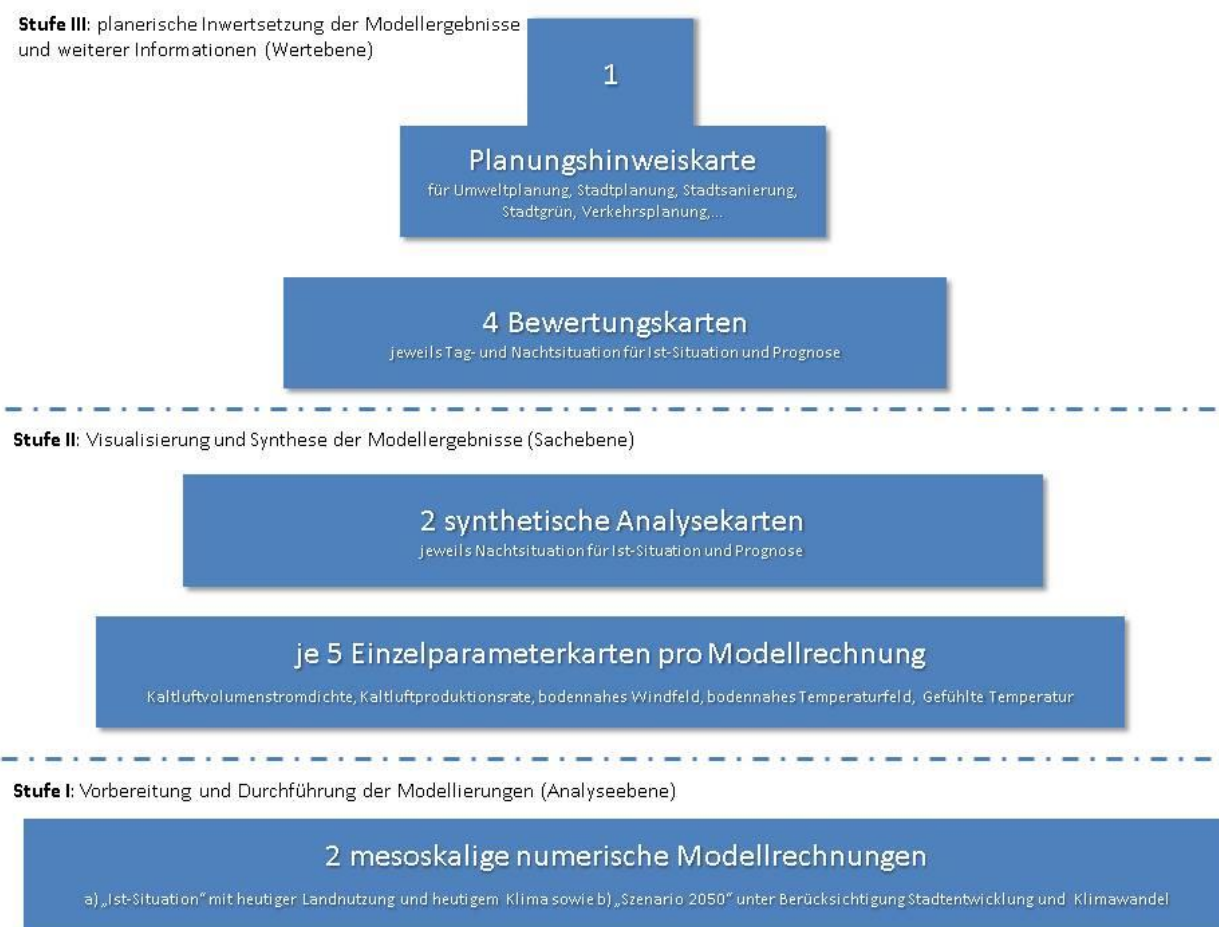 Stufe III: planerische Inwertsetzung der Modellergebnisse
und weiterer Informationen (Wertebene)
1
Planungshinweiskarte
für Umweltplanung, Stadtplanung, Stadtsanierung,
Stadtgrün, Verkehrsplanung,...
4 Bewertungskarten
jeweils Tag- und Nachtsituation für Ist-Situation und Prognose
Stufe II: Visualisierung und Synthese der Modellergebnisse (Sachebene)
2 synthetische Analysekarten
jeweils Nachtsituation für Ist-Situation und Prognose
je 5 Einzelparameterkarten pro Modellrechnung
Kaltluftvolumenstromdichte, Kaltluftproduktionsrate, bodennahes Windfeld, bodennahes Temperaturfeld, Gefühlte Temperatur
Stufe I: Vorbereitung und Durchführung der Modellierungen (Analyseebene)
2 mesoskalige numerische Modellrechnungen
a) „Ist-Situation“ mit heutiger Landnutzung und heutigem Klima sowie b) „Szenario 2050“ unter Berücksichtigung Stadtentwicklung und Klimawandel